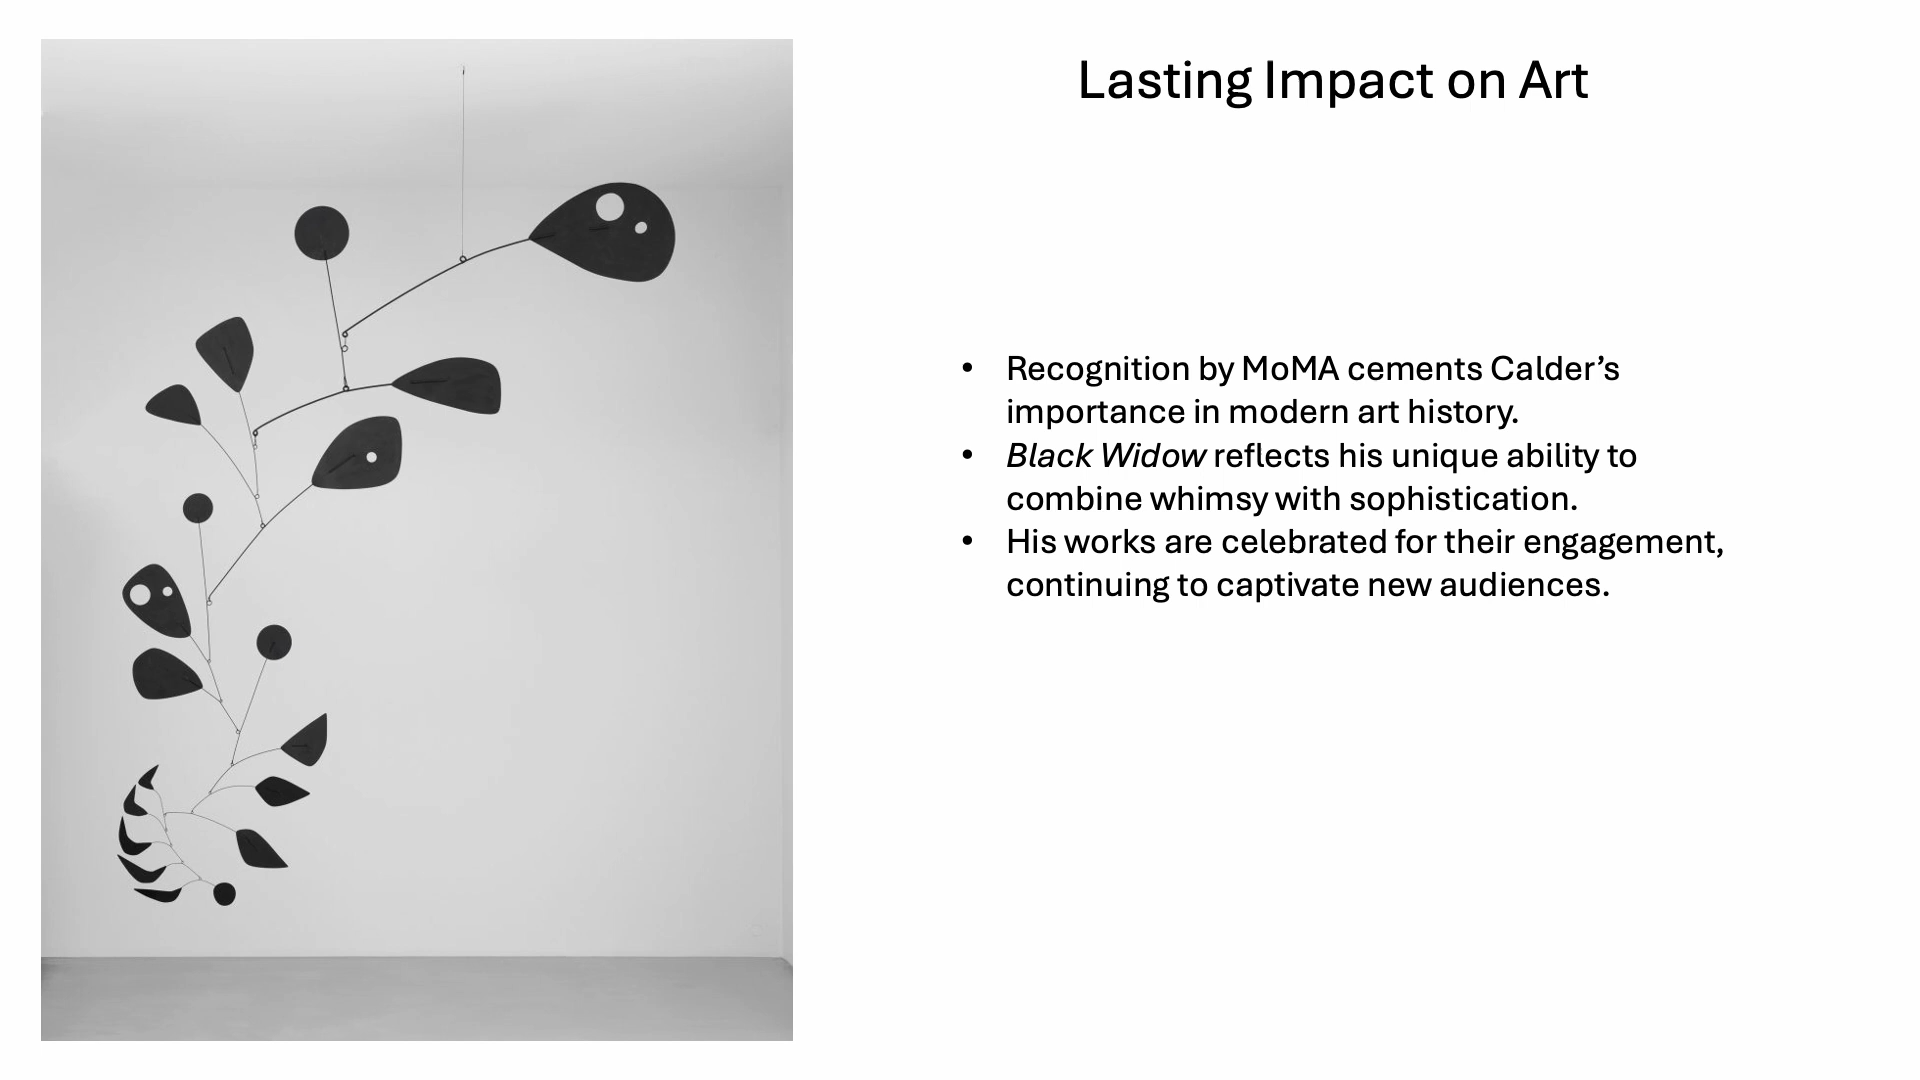 Lasting Impact on Art
• Recognition by MoMA cements Calder’s
importance in modern art history.
• Black Widow reflects his unique ability to
combine whimsy with sophistication.
• His works are celebrated for their engagement,
continuing to captivate new audiences.